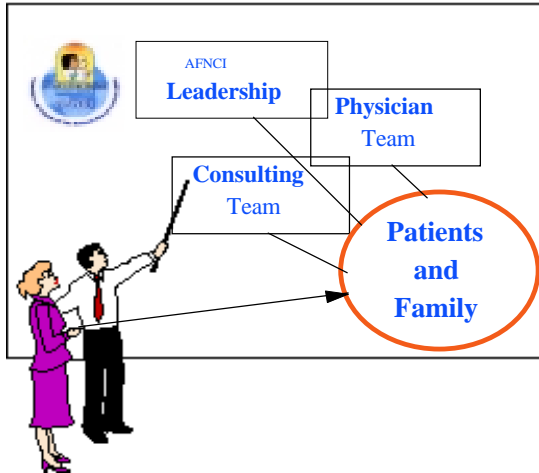 AFNCI
Leadership
Physician
Team
Consulting
Team
Patients
and
Family